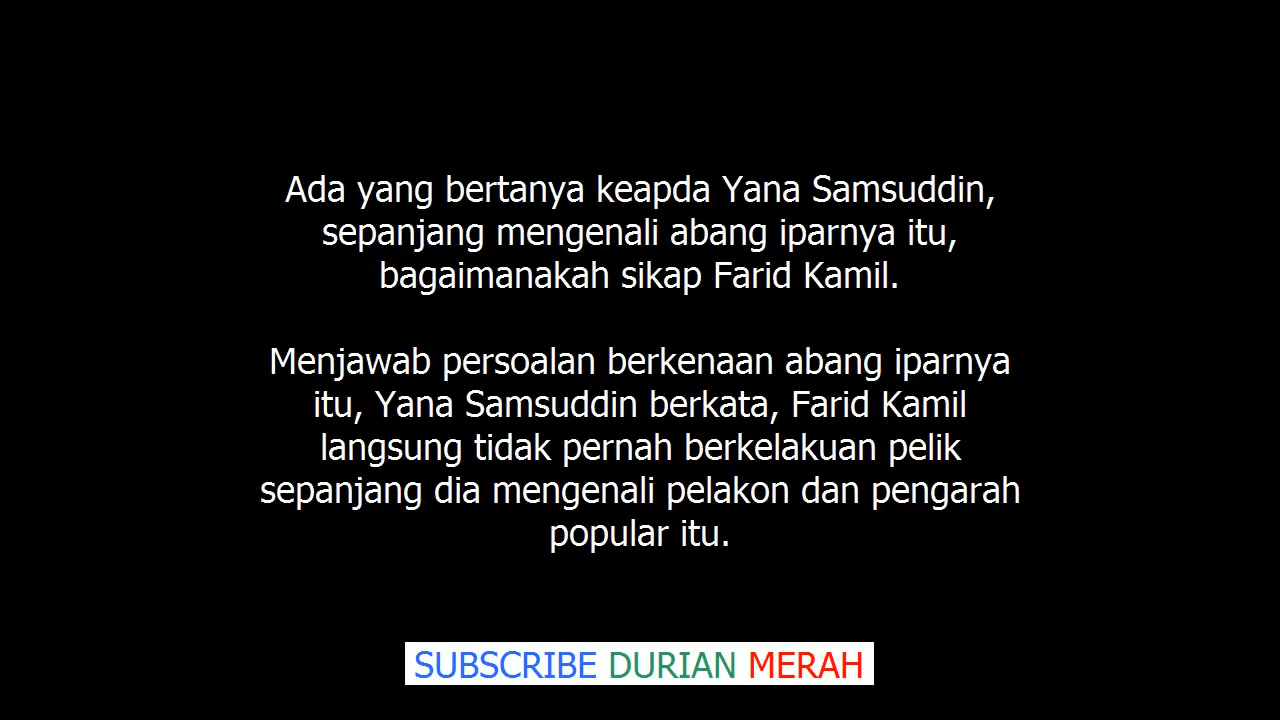 Ada yang bertanya keapda Yana Samsuddin,
sepanjang mengenali abang iparnya itu,
bagaimanakah sikap Farid Kamil.
Menjawab persoalan berkenaan abang iparnya
itu, Yana Samsuddin berkata, Farid Kamil
langsung tidak pernah berkelakuan pelik
sepanjang dia mengenali pelakon dan pengarah
popular itu.
SUBSCRIBE DURIAN MERAH